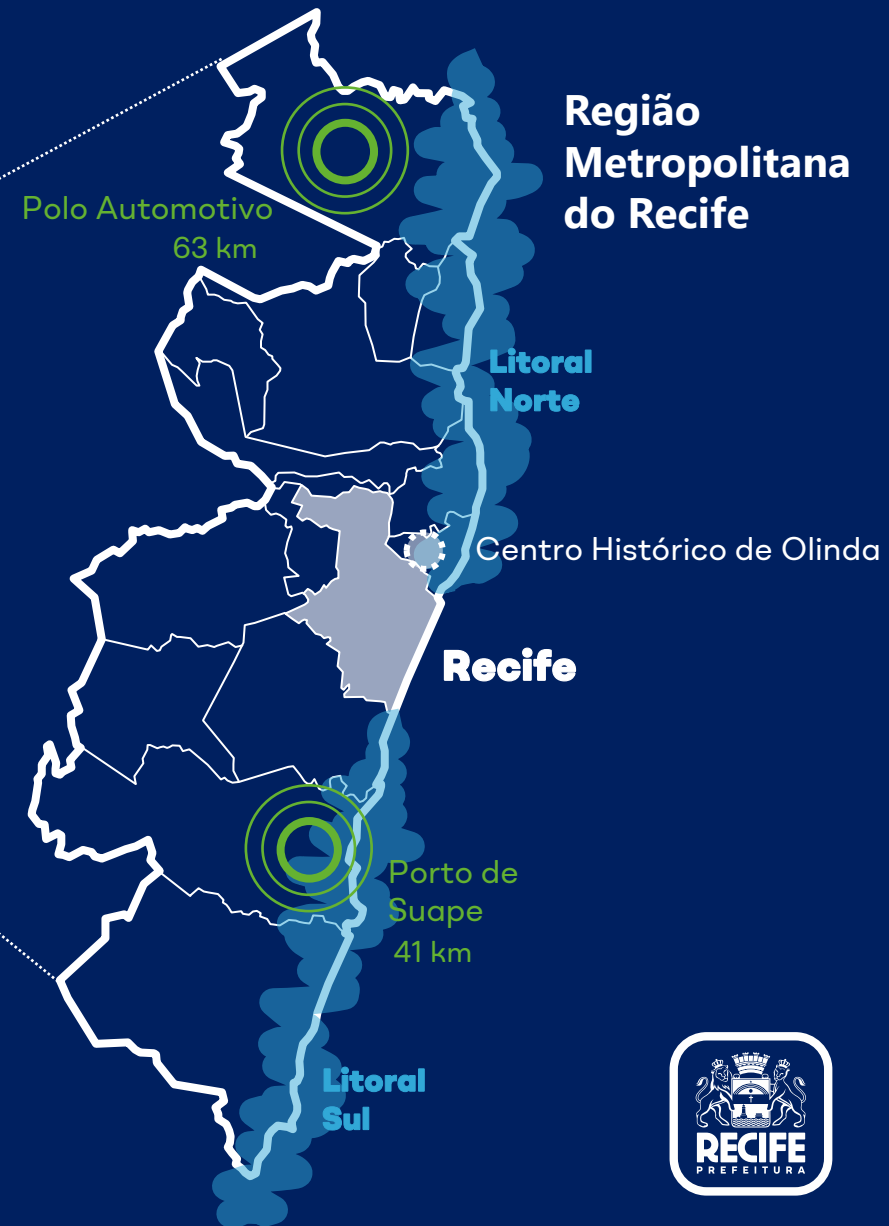 Região
Metropolitana
do Recife
Polo Automotivo
63 km
Litoral
Norte
Centro Histórico de Olinda
Recife
Porto de
Suape
41 km
Litoral
Sul
RECIFE
PREFEITURA